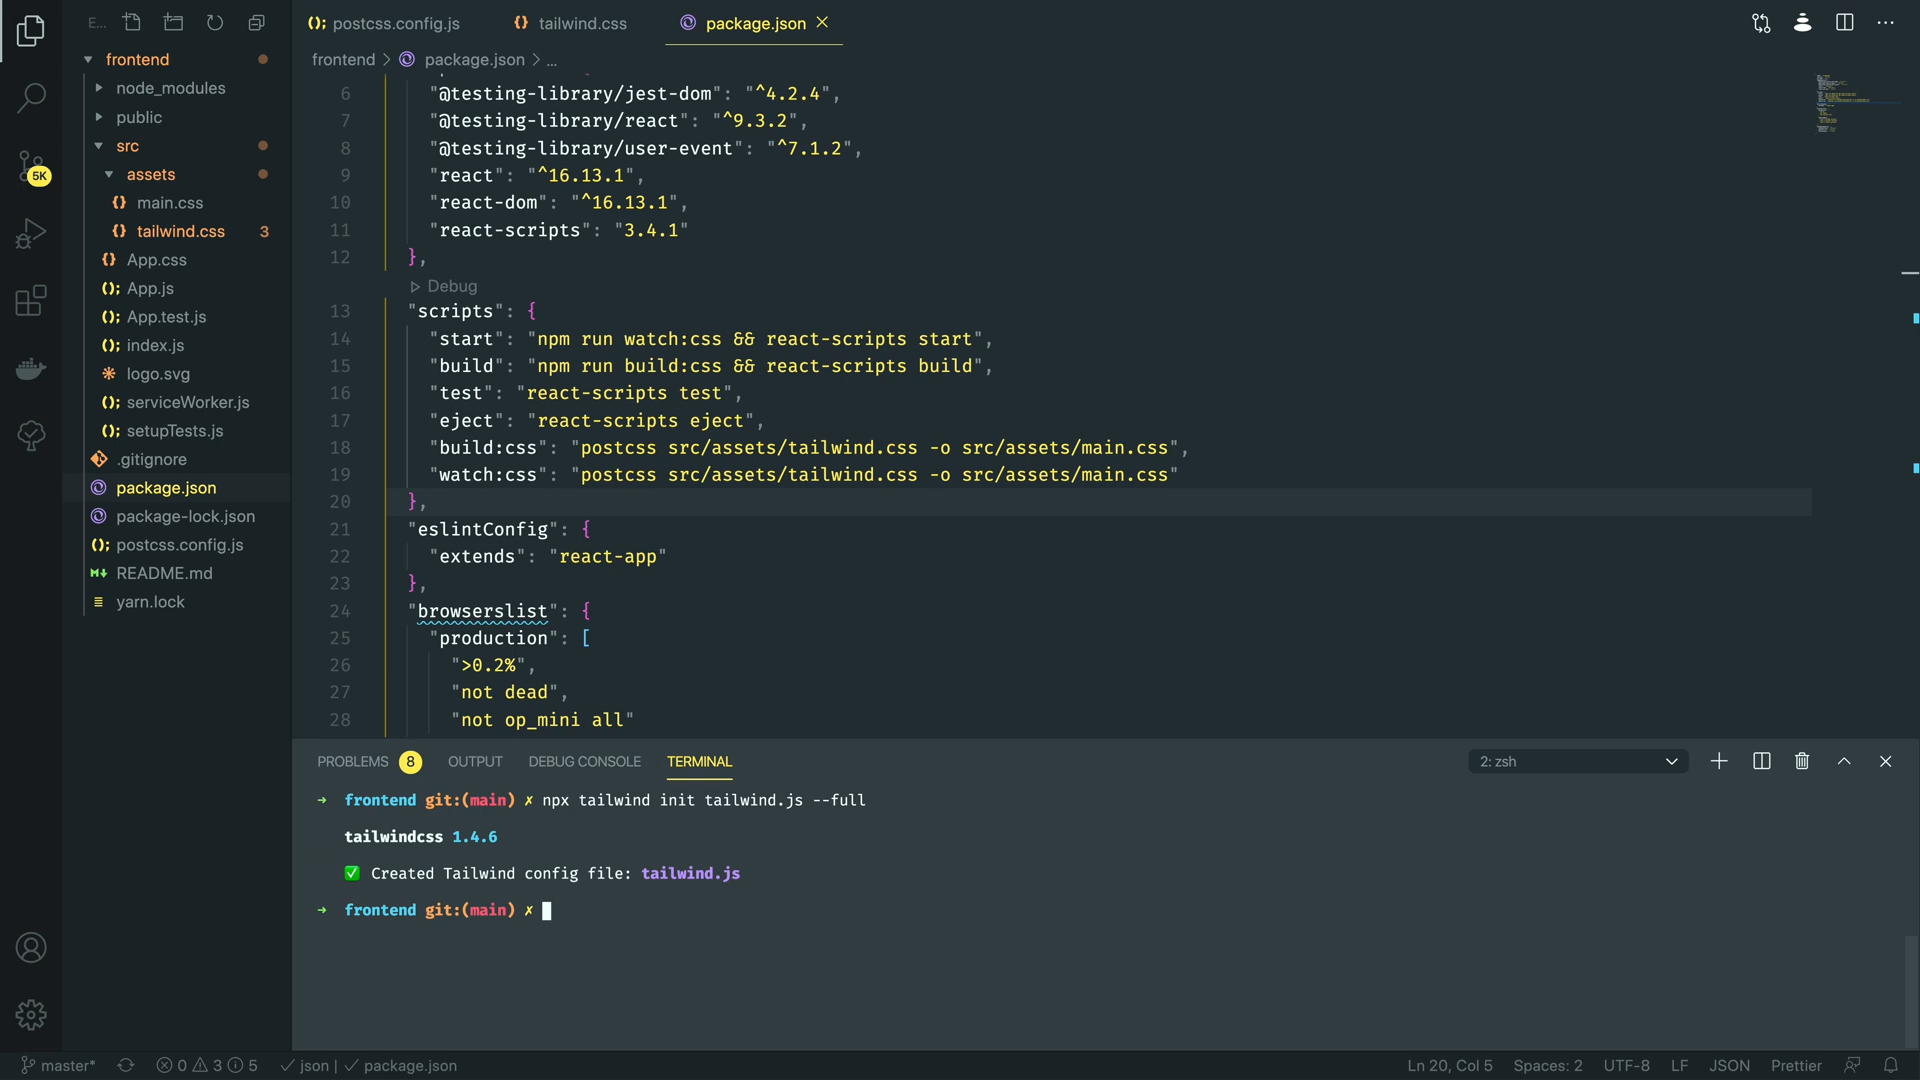 E...
(); postcss.config.js
{} tailwind.css
package.json
frontend
node_modules
public
src
assets
{} main.css
{} tailwind.css 3
{} App.css
(); App.js
(); App.test.js
(); index.js
logo.svg
(); serviceWorker.js
(); setupTests.js
.gitignore
package.json
package-lock.json
(); postcss.config.js
README.md
yarn.lock
5K
frontend > package.json > ...
6 "@testing-library/jest-dom": "^4.2.4",
7 "@testing-library/react": "^9.3.2",
8 "@testing-library/user-event": "^7.1.2",
9 "react": "^16.13.1",
10 "react-dom": "^16.13.1",
11 "react-scripts": "3.4.1"
12 },
Debug
13 "scripts": {
14 "start": "npm run watch:css && react-scripts start",
15 "build": "npm run build:css && react-scripts build",
16 "test": "react-scripts test",
17 "eject": "react-scripts eject",
18 "build:css": "postcss src/assets/tailwind.css -o src/assets/main.css",
19 "watch:css": "postcss src/assets/tailwind.css -o src/assets/main.css"
20 },
21 "eslintConfig": {
22 "extends": "react-app"
23 },
24 "browserslist": {
25 "production": [
26 ">0.2%",
27 "not dead",
28 "not op_mini all"
PROBLEMS 8 OUTPUT DEBUG CONSOLE TERMINAL 2: zsh
→ frontend git:(main) ✗ npx tailwind init tailwind.js --full
tailwindcss 1.4.6
✅ Created Tailwind config file: tailwind.js
→ frontend git:(main) ✗
master* 0 3 5 ✓ json | ✓ package.json Ln 20, Col 5 Spaces: 2 UTF-8 LF JSON Prettier